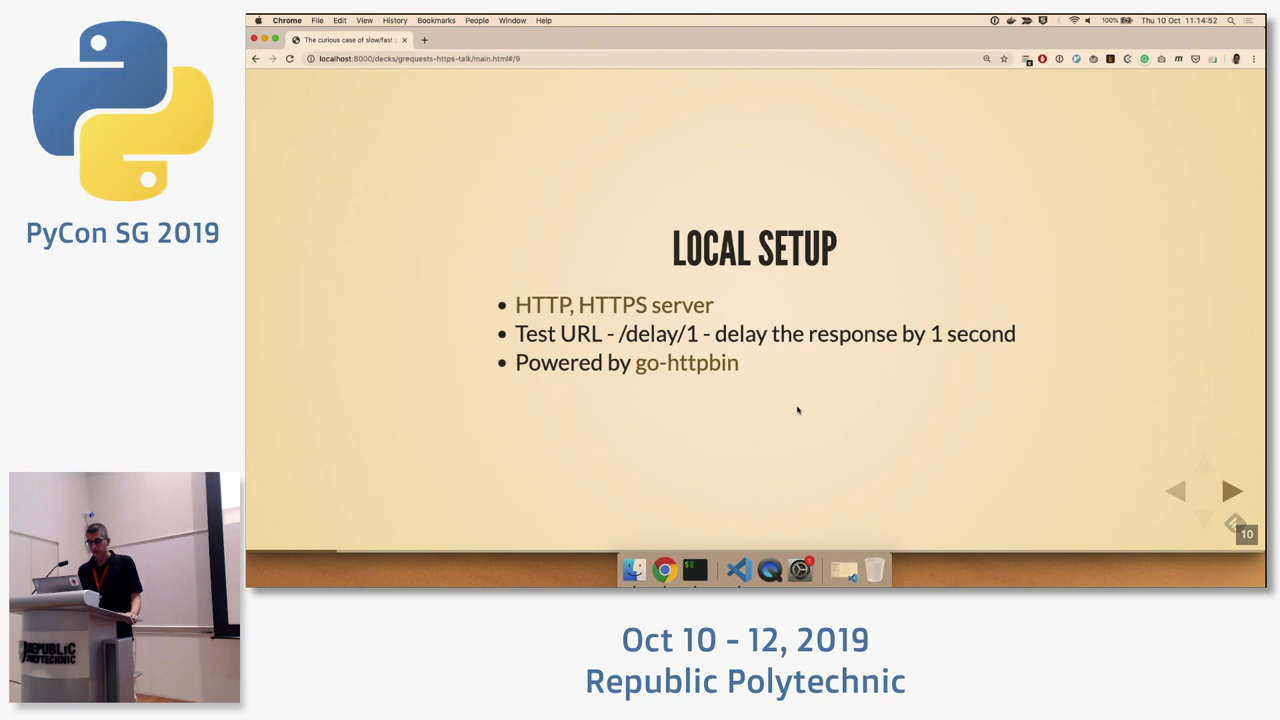 Chrome File Edit View History Bookmarks People Window Help
100% Thu 10 Oct 11:14:52
The curious case of slow/fast
localhost:8000/decks/grequests-https-talk/main.html#/9
PyCon SG 2019
LOCAL SETUP
HTTP, HTTPS server
Test URL - /delay/1 - delay the response by 1 second
Powered by go-httpbin
10
REPUBLIC
POLYTECHNIC
Oct 10 - 12, 2019
Republic Polytechnic